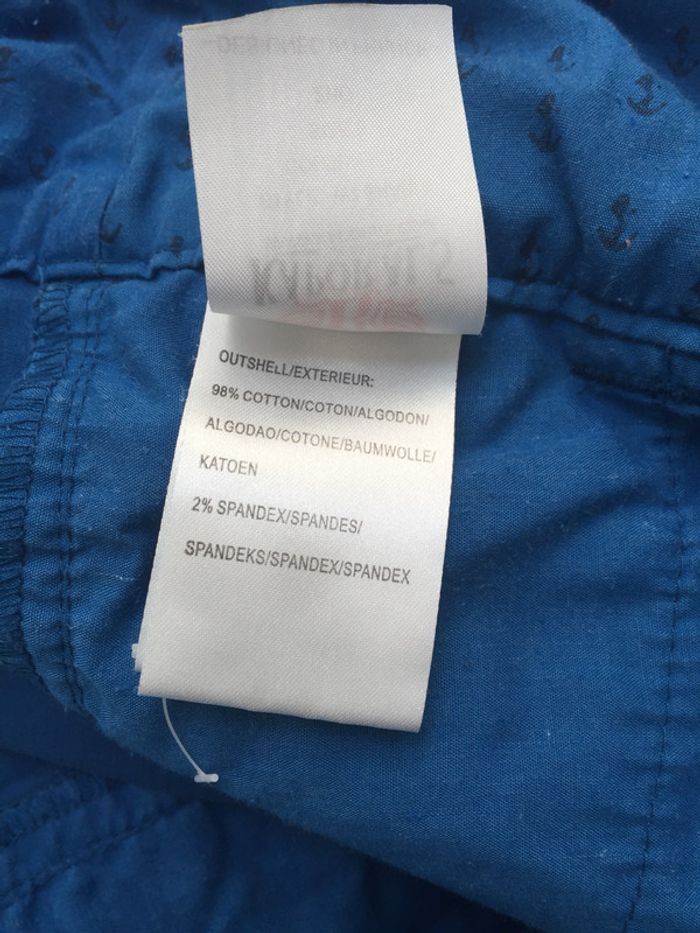 OUTSHELL/EXTERIEUR:
98% COTTON/COTON/ALGODON/
ALGODAO/COTONE/BAUMWOLLE/
KATOEN
2% SPANDEX/SPANDES/
SPANDEKS/SPANDEX/SPANDEX